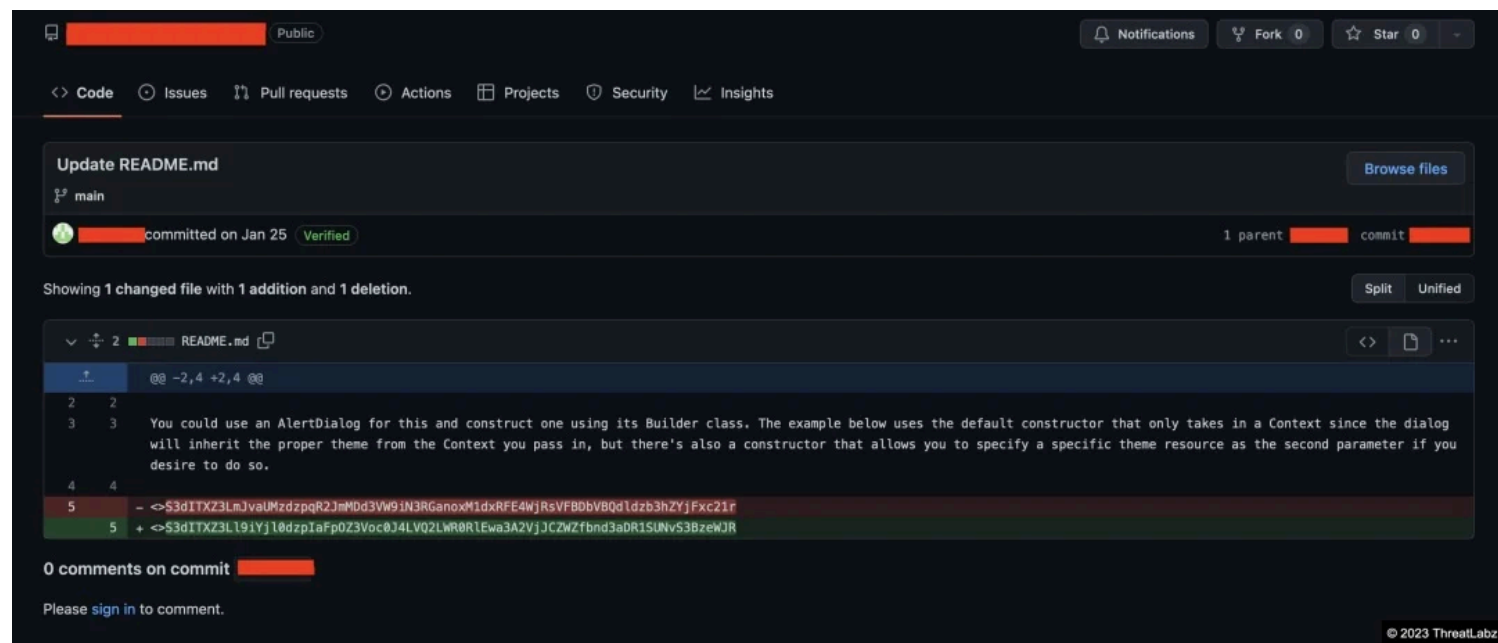 Public
Notifications
Fork 0
Star 0
<> Code
Issues
Pull requests
Actions
Projects
Security
Insights
Update README.md
Browse files
main
committed on Jan 25
Verified
1 parent
commit
Showing 1 changed file with 1 addition and 1 deletion.
Split
Unified
2
README.md
@@ -2,4 +2,4 @@
2 2
3 3 You could use an AlertDialog for this and construct one using its Builder class. The example below uses the default constructor that only takes in a Context since the dialog
will inherit the proper theme from the Context you pass in, but there's also a constructor that allows you to specify a specific theme resource as the second parameter if you
desire to do so.
4 4
5 -
5 +
0 comments on commit
Please sign in to comment.
© 2023 ThreatLabz